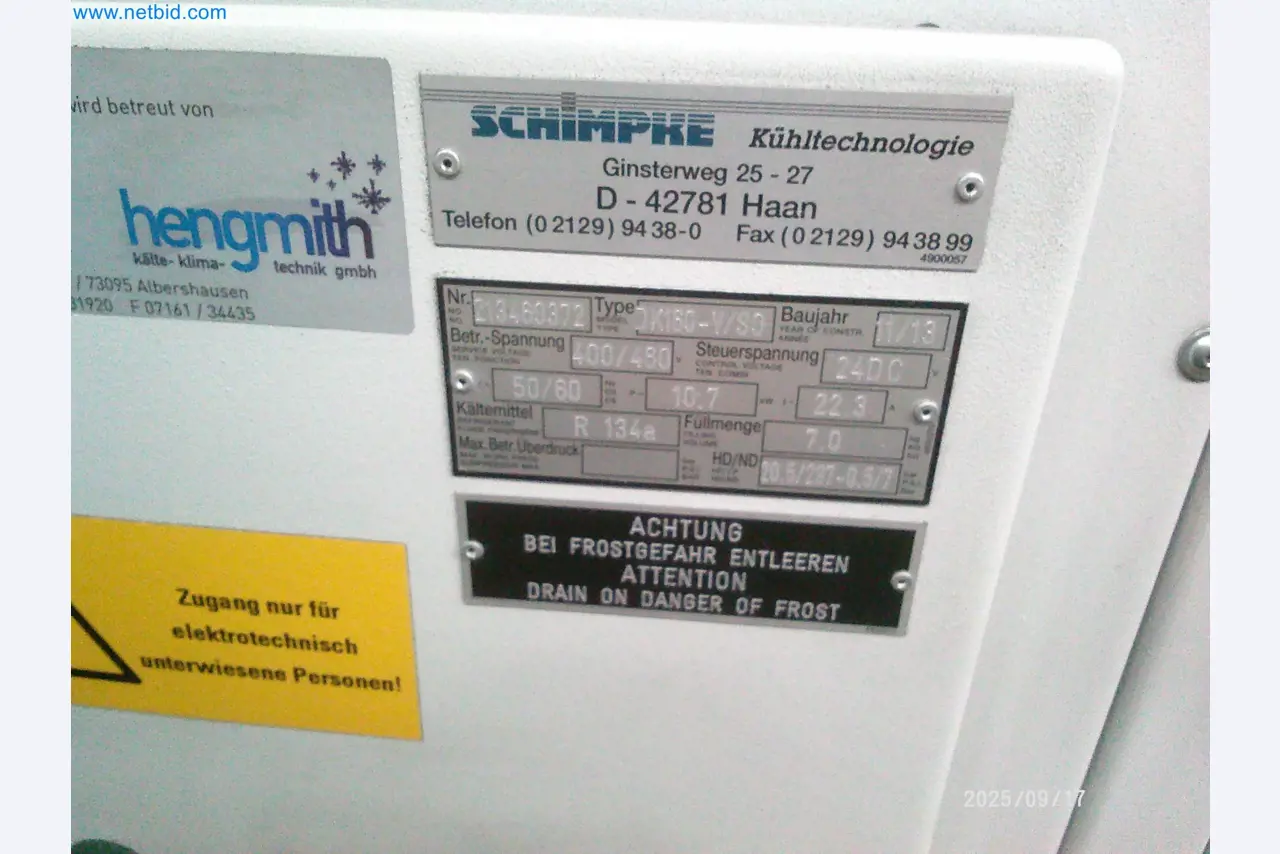 www.netbid.com
wird betreut von
hengmith
kälte- klima- technik gmbh
/ 73095 Albershausen
31920 F 07161 / 34435
SCHIMPKE Kühltechnologie
Ginsterweg 25 - 27
D - 42781 Haan
Telefon (0 2129) 94 38-0 Fax (0 2129) 94 38 99
4900057
Nr. 213460372 Type Baujahr 11/13
Betr.-Spannung 400/460 V Steuerspannung 24DC V
50/60 P= 10.7 kW I= 22.3 A
Kältemittel R 134a Füllmenge 7.0
Max. Betr. Überdruck HD/ND
ACHTUNG
BEI FROSTGEFAHR ENTLEEREN
ATTENTION
DRAIN ON DANGER OF FROST
Zugang nur für
elektrotechnisch
unterwiesene Personen!
2025/09/17